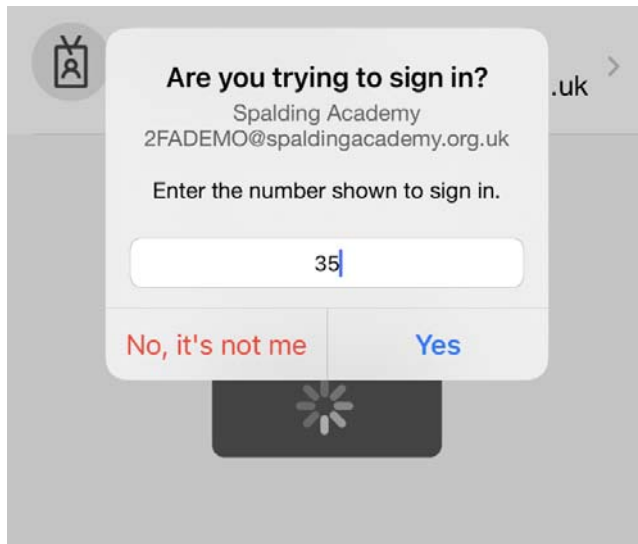 Are you trying to sign in?
.uk
Spalding Academy
2FADEMO@spaldingacademy.org.uk
Enter the number shown to sign in.
35
No, it's not me
Yes